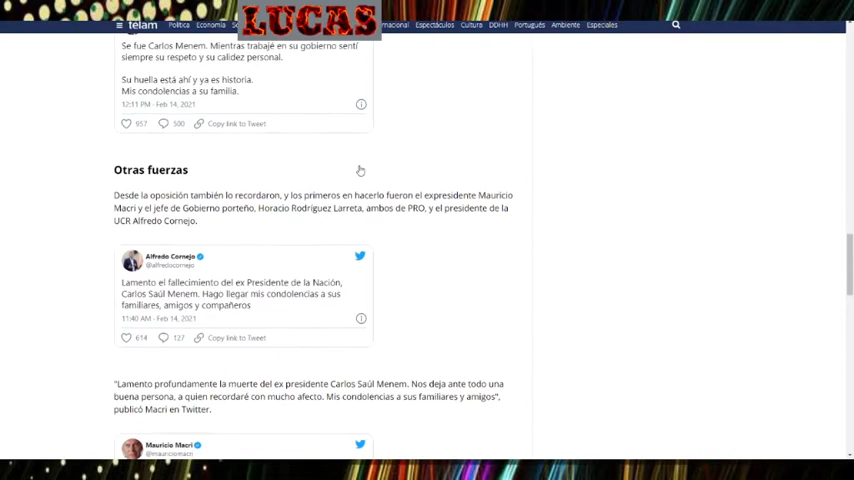 LUCAS
télam Política Economía
rnacional Espectáculos Cultura DDHH Portugués Ambiente Especiales
Se fue Carlos Menem. Mientras trabajé en su gobierno sentí
siempre su respeto y su calidez personal.
Su huella está ahí y ya es historia.
Mis condolencias a su familia.
12:11 PM · Feb 14, 2021
957 500 Copy link to Tweet
Otras fuerzas
Desde la oposición también lo recordaron, y los primeros en hacerlo fueron el expresidente Mauricio
Macri y el jefe de Gobierno porteño, Horacio Rodríguez Larreta, ambos de PRO, y el presidente de la
UCR Alfredo Cornejo.
Alfredo Cornejo
@alfredocornejo
Lamento el fallecimiento del ex Presidente de la Nación,
Carlos Saúl Menem. Hago llegar mis condolencias a sus
familiares, amigos y compañeros
11:40 AM · Feb 14, 2021
614 127 Copy link to Tweet
"Lamento profundamente la muerte del ex presidente Carlos Saúl Menem. Nos deja ante todo una
buena persona, a quien recordaré con mucho afecto. Mis condolencias a sus familiares y amigos",
publicó Macri en Twitter.
Mauricio Macri
@mauriciomacri